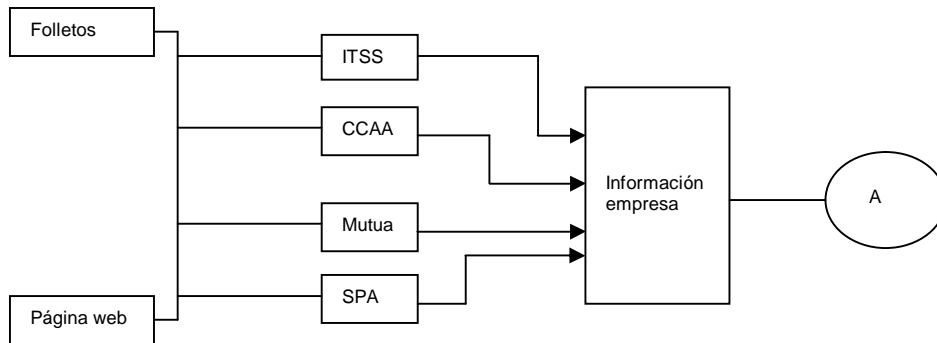 Folletos
ITSS
CCAA
Información
empresa
A
Mutua
SPA
Página web